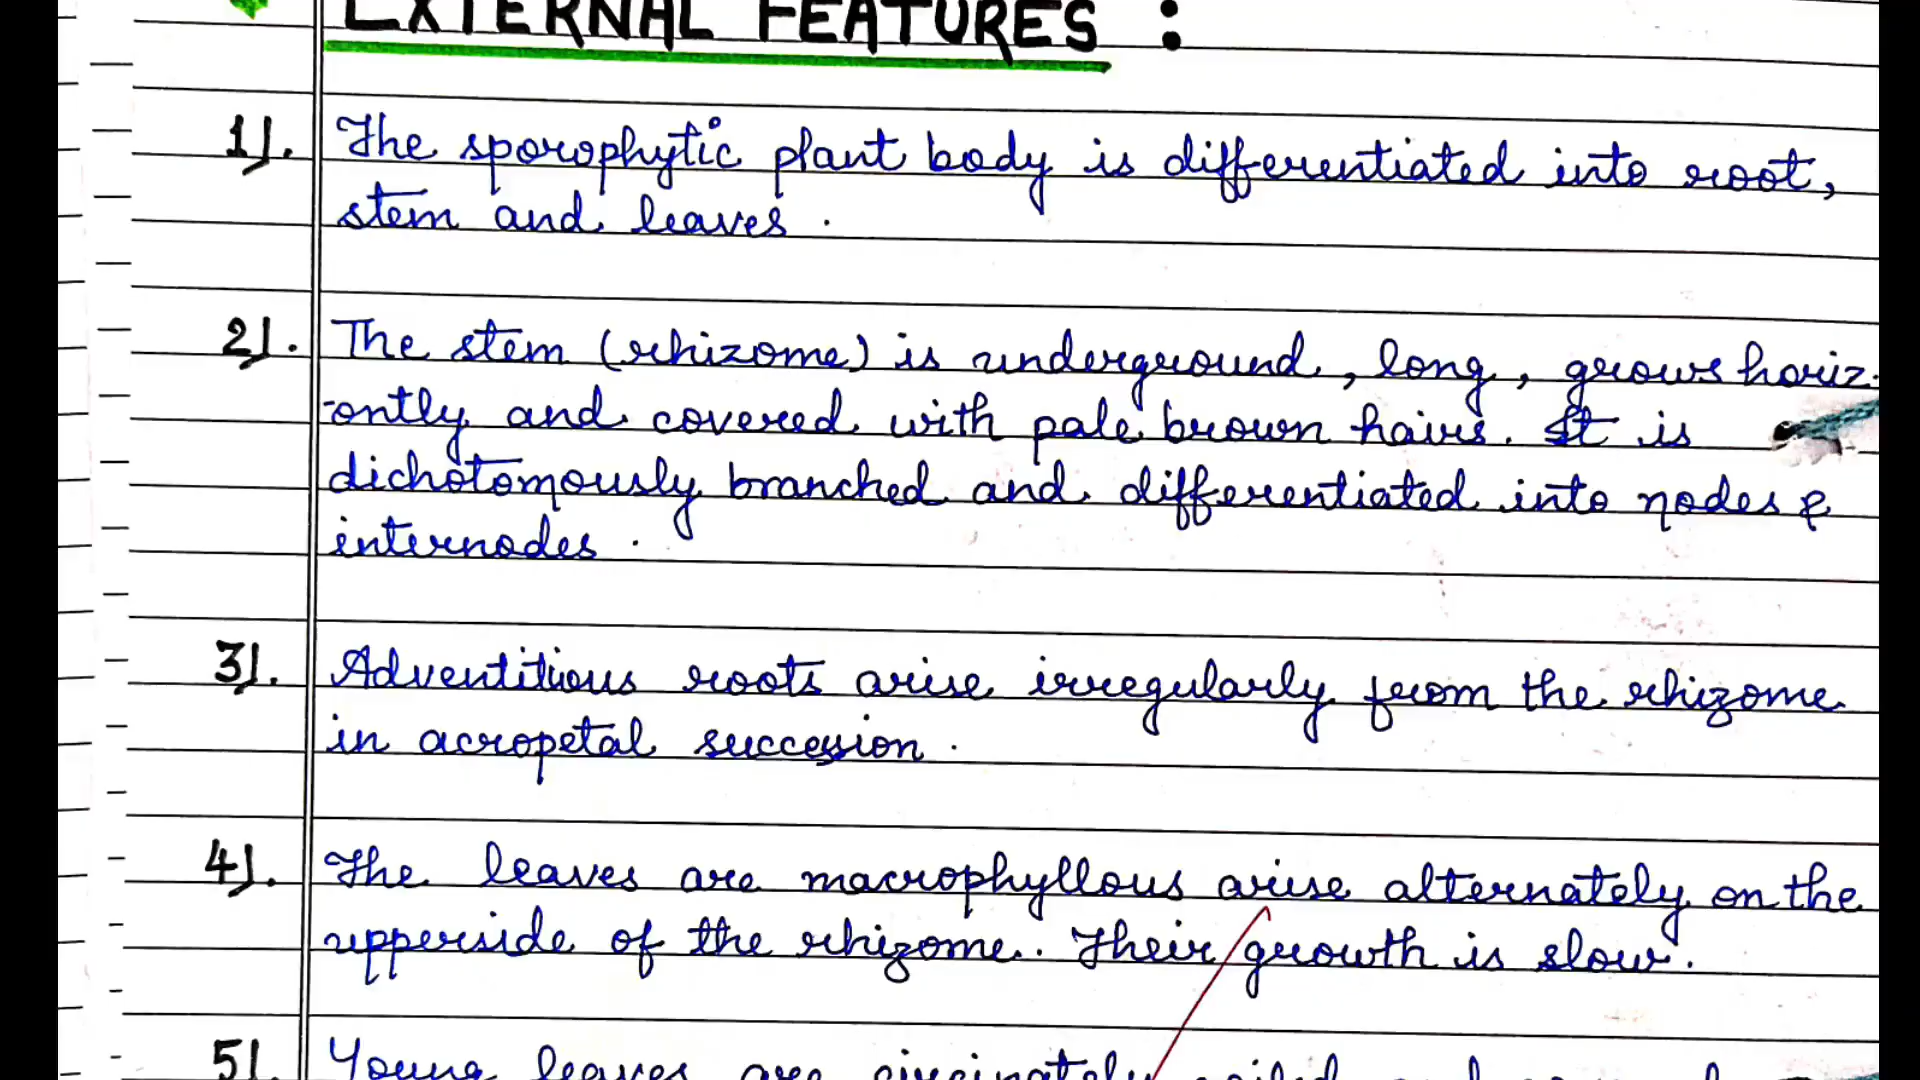 EXTERNAL FEATURES :
1). The sporophytic plant body is differentiated into root,
stem and leaves .
2). The stem (rhizome) is underground, long, grows horiz-
-ontly and covered with pale brown hairs. It is
dichotomously branched and differentiated into nodes &
internodes .
3). Adventitious roots arise irregularly from the rhizome
in acropetal succession .
4). The leaves are macrophyllous arise alternately on the
upperside of the rhizome. Their growth is slow.
5). Young leaves are circinately coiled and